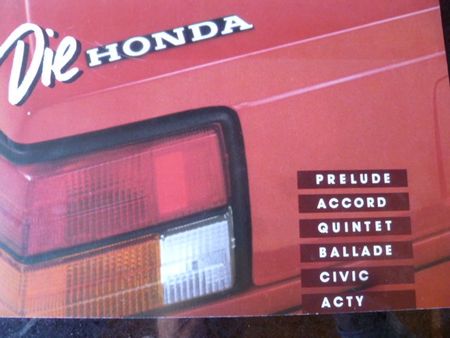 Die HONDA
PRELUDE
ACCORD
QUINTET
BALLADE
CIVIC
ACTY